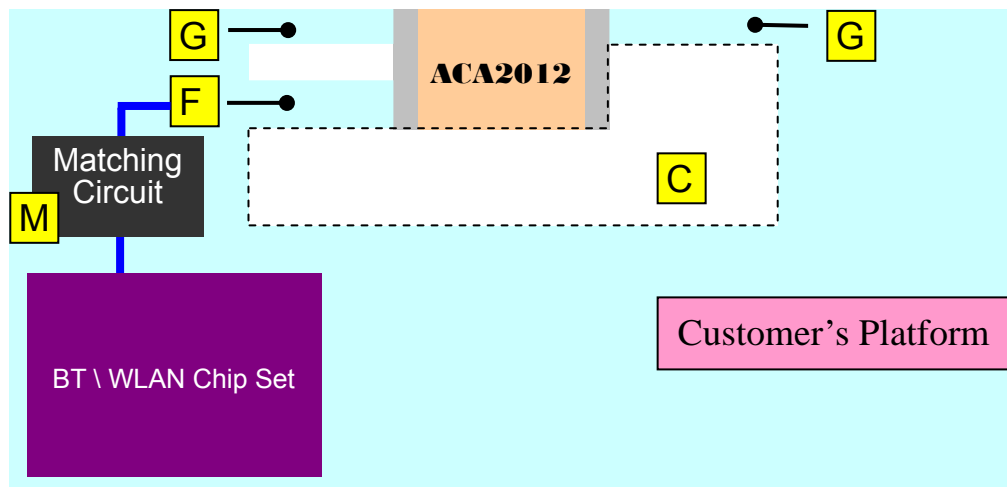 G
ACA2012
G
F
Matching
Circuit
C
M
Customer's Platform
BT \ WLAN Chip Set